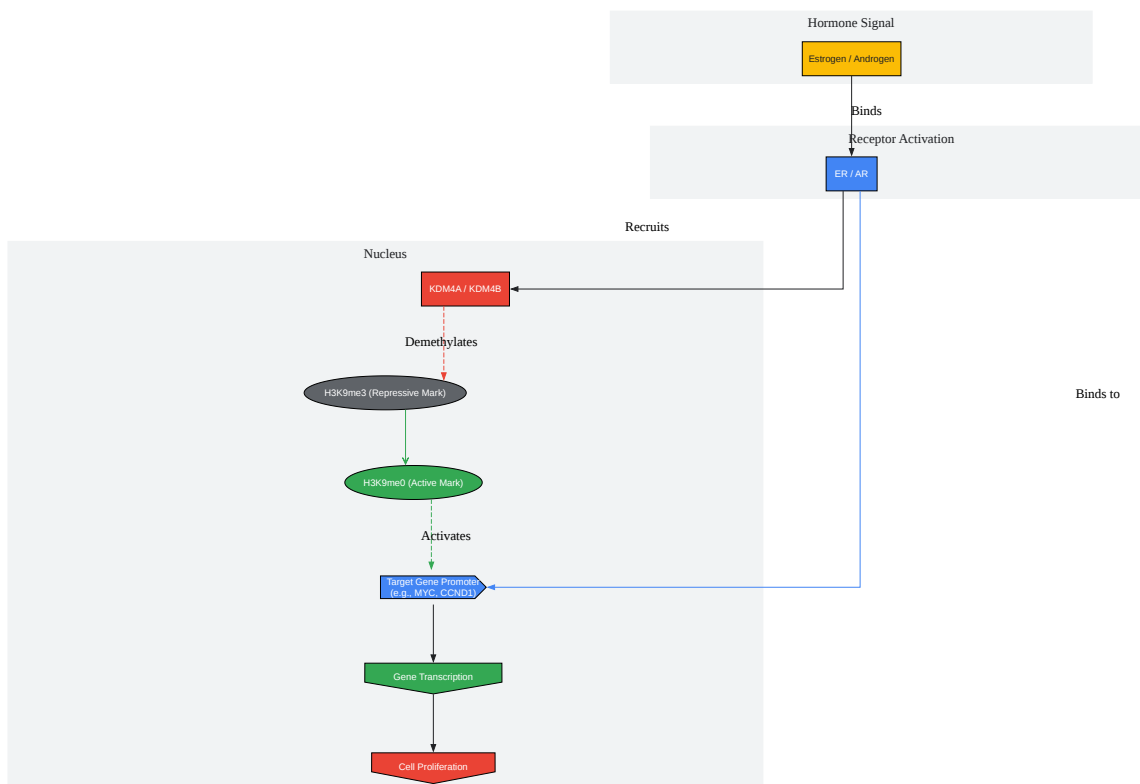 Hormone Signal
Estrogen / Androgen
Binds
Receptor Activation
ER / AR
Recruits
Nucleus
KDM4A / KDM4B
Demethylates
H3K9me3 (Repressive Mark)
Binds to
H3K9me0 (Active Mark)
Activates
Target Gene Promoter
(e.g., MYC, CCND1)
Gene Transcription
Cell Proliferation